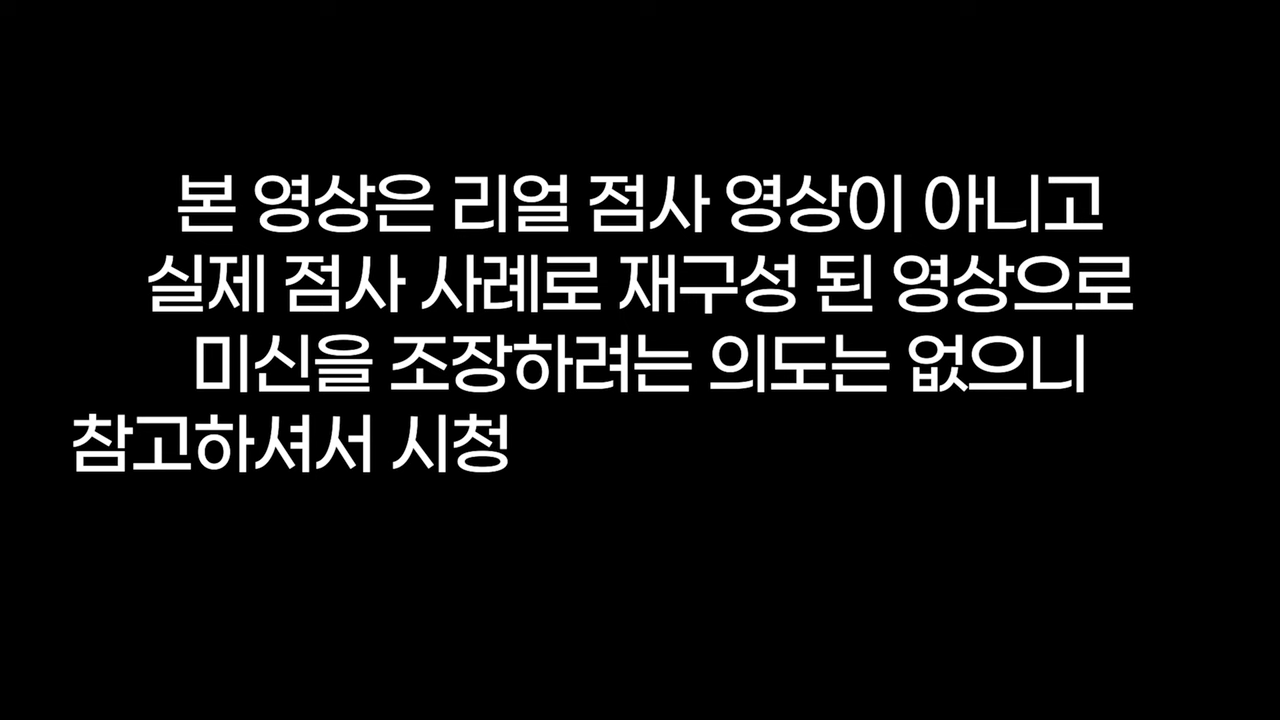 본 영상은 리얼 점사 영상이 아니고
실제 점사 사례로 재구성 된 영상으로
미신을 조장하려는 의도는 없으니
참고하셔서 시청